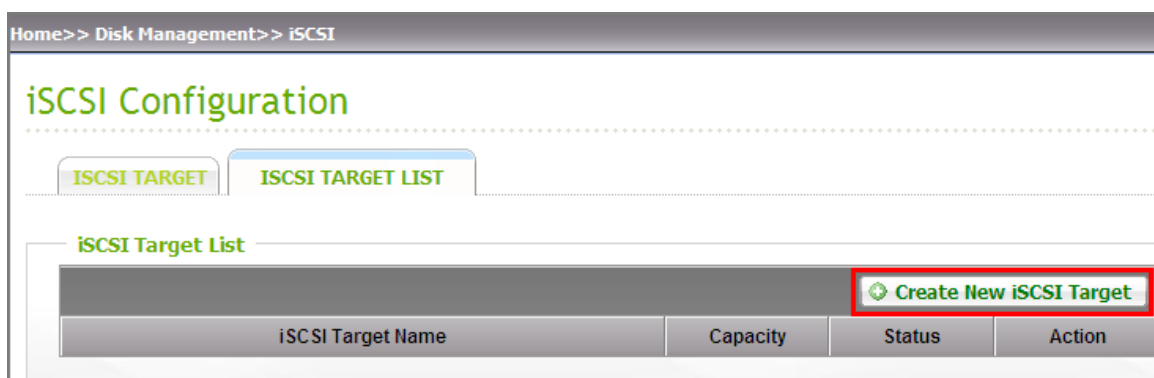 Home>> Disk Management>> iSCSI
iSCSI Configuration
ISCSI TARGET ISCSI TARGET LIST
iSCSI Target List
Create New iSCSI Target
iSCSI Target Name Capacity Status Action